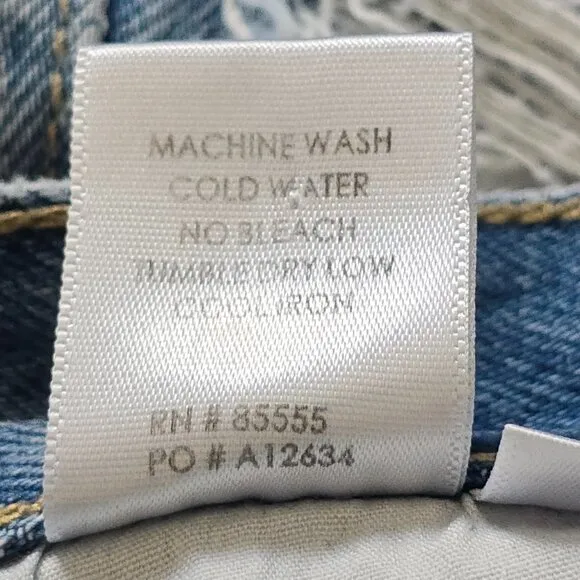 MACHINE WASH
COLD WATER
NO BLEACH
TUMBLE DRY LOW
COOL IRON
RN # 85555
PO # A12634